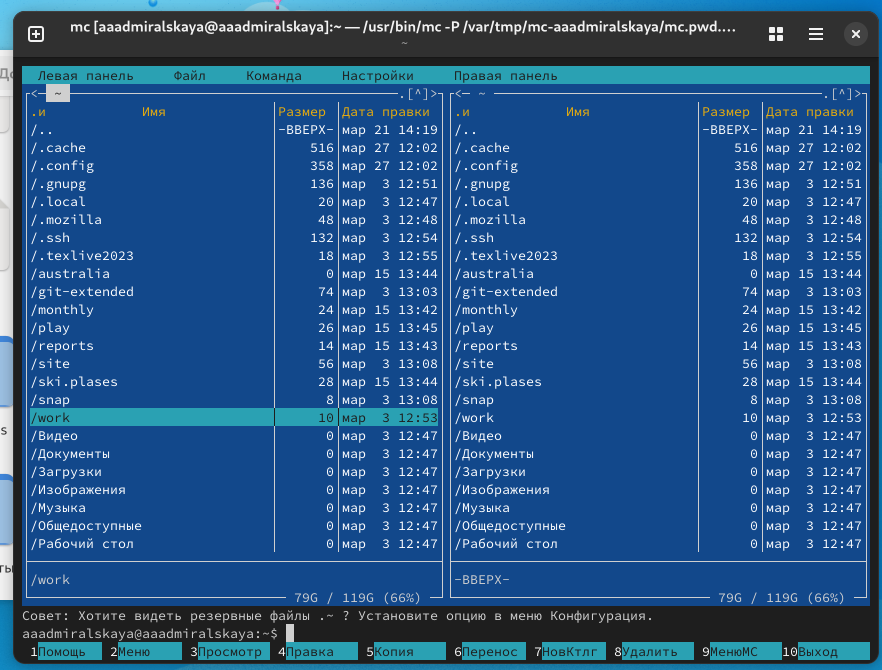 mc [aaadmiralskaya@aaadmiralskaya]:~ — /usr/bin/mc -P /var/tmp/mc-aaadmiralskaya/mc.pwd.…
~
Левая панель Файл Команда Настройки Правая панель
<─ ~ .[^]> <─ ~ .[^]>
.и Имя Размер Дата правки .и Имя Размер Дата правки
/.. -ВВЕРХ- мар 21 14:19 /.. -ВВЕРХ- мар 21 14:19
/.cache 516 мар 27 12:02 /.cache 516 мар 27 12:02
/.config 358 мар 27 12:02 /.config 358 мар 27 12:02
/.gnupg 136 мар 3 12:51 /.gnupg 136 мар 3 12:51
/.local 20 мар 3 12:47 /.local 20 мар 3 12:47
/.mozilla 48 мар 3 12:48 /.mozilla 48 мар 3 12:48
/.ssh 132 мар 3 12:54 /.ssh 132 мар 3 12:54
/.texlive2023 18 мар 3 12:55 /.texlive2023 18 мар 3 12:55
/australia 0 мар 15 13:44 /australia 0 мар 15 13:44
/git-extended 74 мар 3 13:03 /git-extended 74 мар 3 13:03
/monthly 24 мар 15 13:42 /monthly 24 мар 15 13:42
/play 26 мар 15 13:45 /play 26 мар 15 13:45
/reports 14 мар 15 13:43 /reports 14 мар 15 13:43
/site 56 мар 3 13:08 /site 56 мар 3 13:08
/ski.plases 28 мар 15 13:44 /ski.plases 28 мар 15 13:44
/snap 8 мар 3 13:08 /snap 8 мар 3 13:08
/work 10 мар 3 12:53 /work 10 мар 3 12:53
/Видео 0 мар 3 12:47 /Видео 0 мар 3 12:47
/Документы 0 мар 3 12:47 /Документы 0 мар 3 12:47
/Загрузки 0 мар 3 12:47 /Загрузки 0 мар 3 12:47
/Изображения 0 мар 3 12:47 /Изображения 0 мар 3 12:47
/Музыка 0 мар 3 12:47 /Музыка 0 мар 3 12:47
/Общедоступные 0 мар 3 12:47 /Общедоступные 0 мар 3 12:47
/Рабочий стол 0 мар 3 12:47 /Рабочий стол 0 мар 3 12:47
/work -ВВЕРХ-
79G / 119G (66%) 79G / 119G (66%)
Совет: Хотите видеть резервные файлы .~ ? Установите опцию в меню Конфигурация.
aaadmiralskaya@aaadmiralskaya:~$
1Помощь 2Меню 3Просмотр 4Правка 5Копия 6Перенос 7НовКтлг 8Удалить 9МенюMC 10Выход